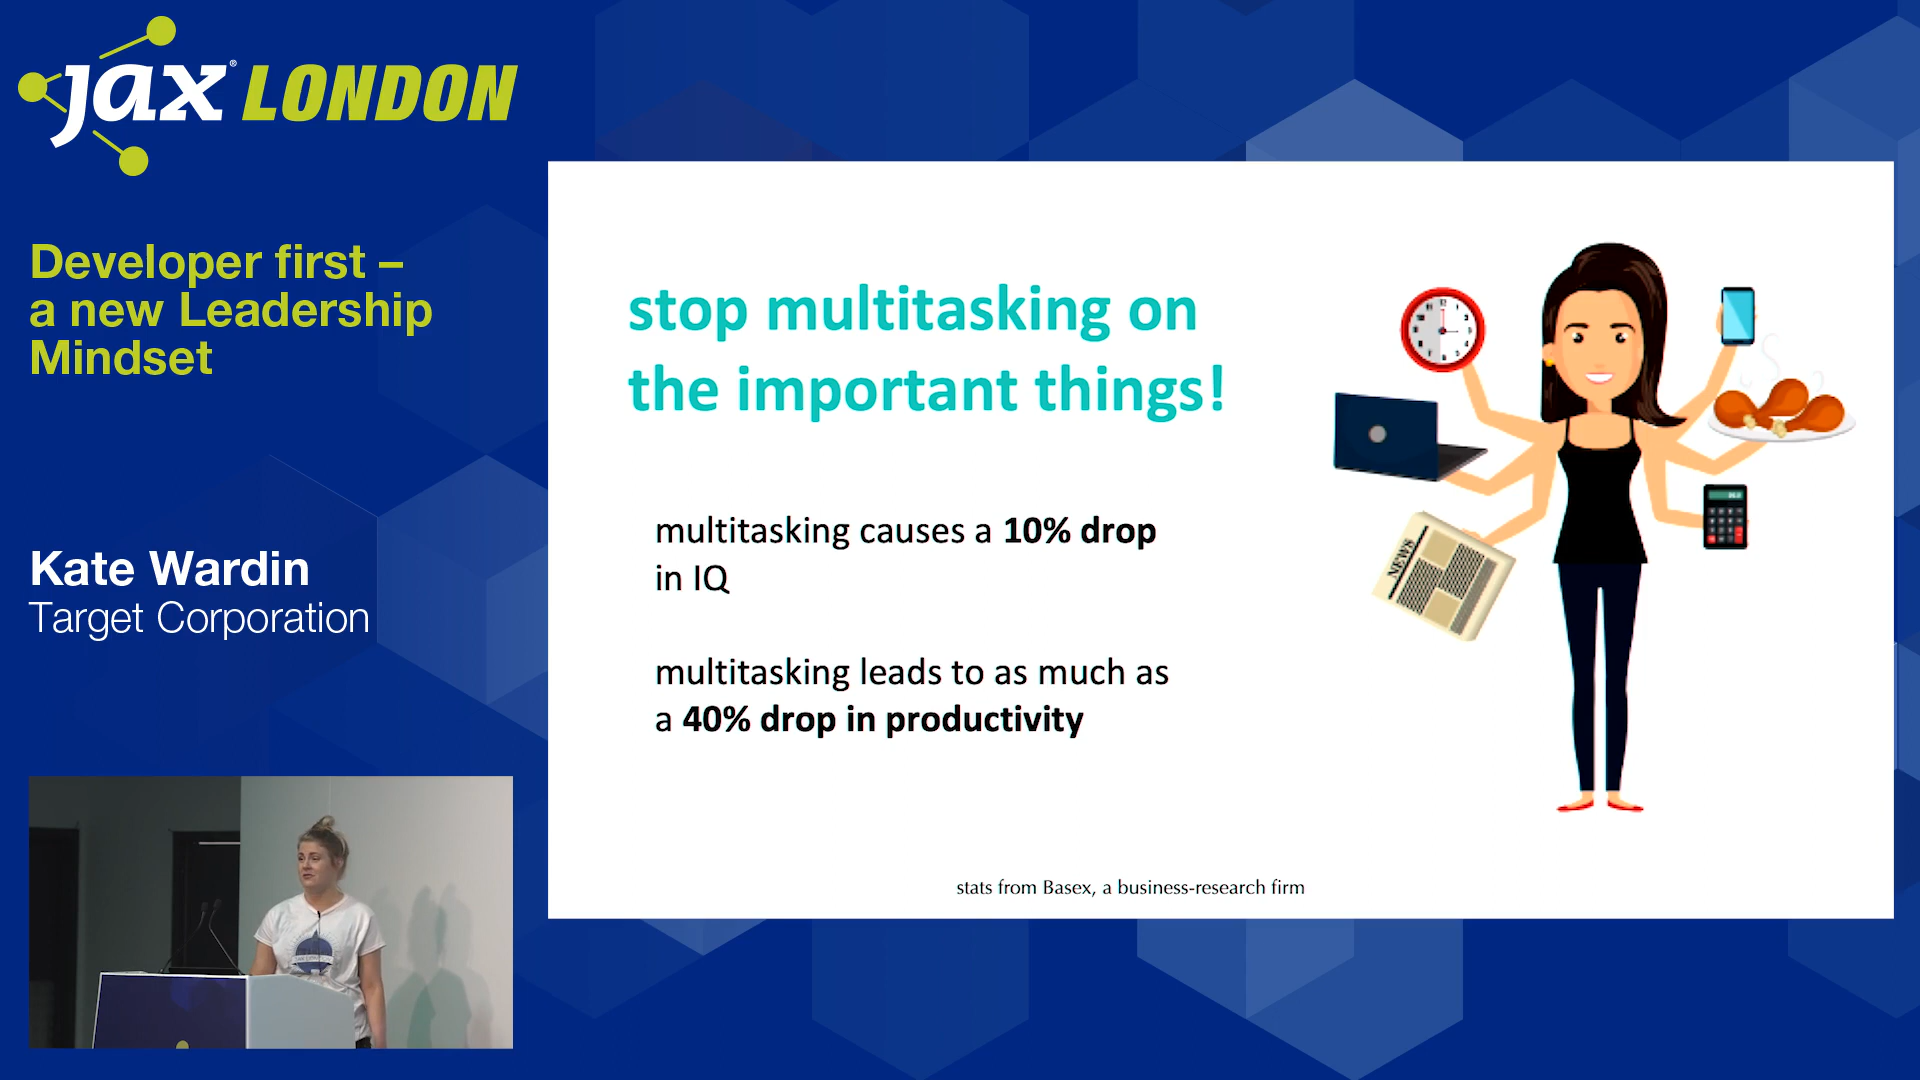 jax® LONDON
Developer first –
a new Leadership
Mindset
Kate Wardin
Target Corporation
stop multitasking on
the important things!
multitasking causes a 10% drop
in IQ
multitasking leads to as much as
a 40% drop in productivity
NEWS
stats from Basex, a business-research firm